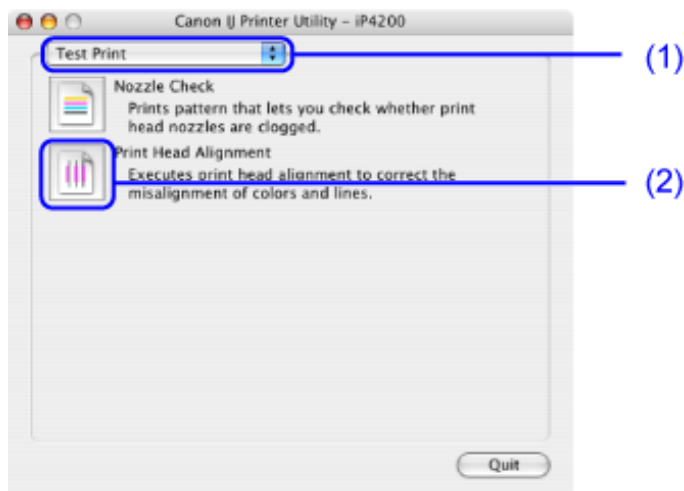 Canon IJ Printer Utility – iP4200
Test Print
(1)
Nozzle Check
Prints pattern that lets you check whether print
head nozzles are clogged.
Print Head Alignment
Executes print head alignment to correct the
misalignment of colors and lines.
(2)
Quit